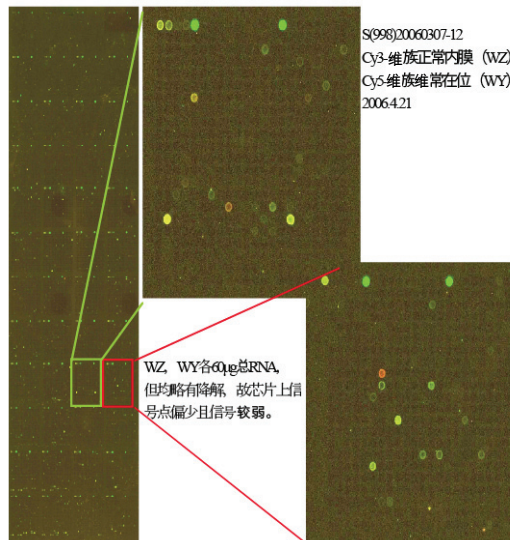 S(998)20060307-12
Cy3-维族正常内膜（WZ）
Cy5-维族维常在位（WY）
2006.4.21
WZ，WY各60μg总RNA，
但均略有降解，故芯片上信
号点偏少且信号较弱。